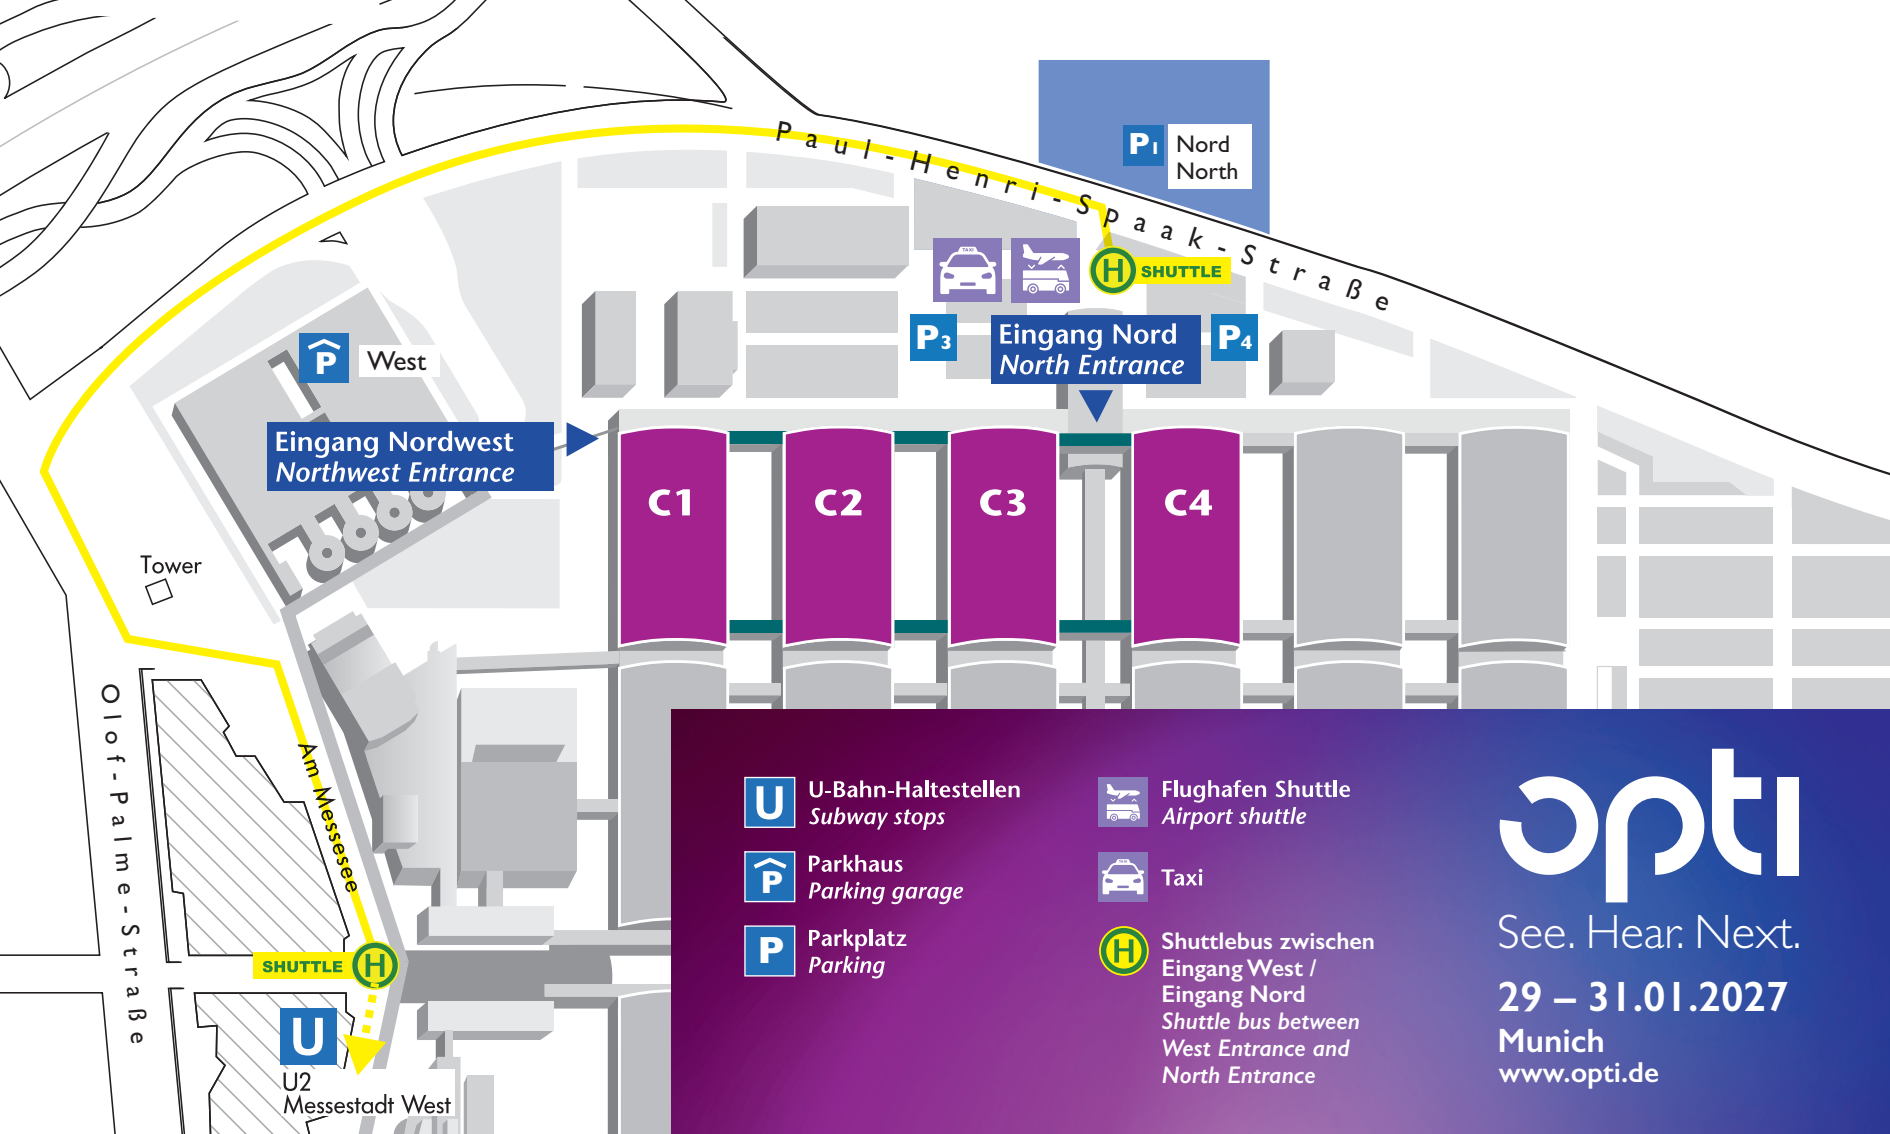 Paul-Henri-Spaak-Straße
P1
Nord
North
TAXI
H SHUTTLE
P3
Eingang Nord
North Entrance
P4
P
West
Eingang Nordwest
Northwest Entrance
C1
C2
C3
C4
Tower
Olof-Palme-Straße
Am Messesee
SHUTTLE H
U
U2
Messestadt West
U
U-Bahn-Haltestellen
Subway stops
P
Parkhaus
Parking garage
P
Parkplatz
Parking
Flughafen Shuttle
Airport shuttle
TAXI
Taxi
H
Shuttlebus zwischen
Eingang West /
Eingang Nord
Shuttle bus between
West Entrance and
North Entrance
opti
See. Hear. Next.
29 – 31.01.2027
Munich
www.opti.de